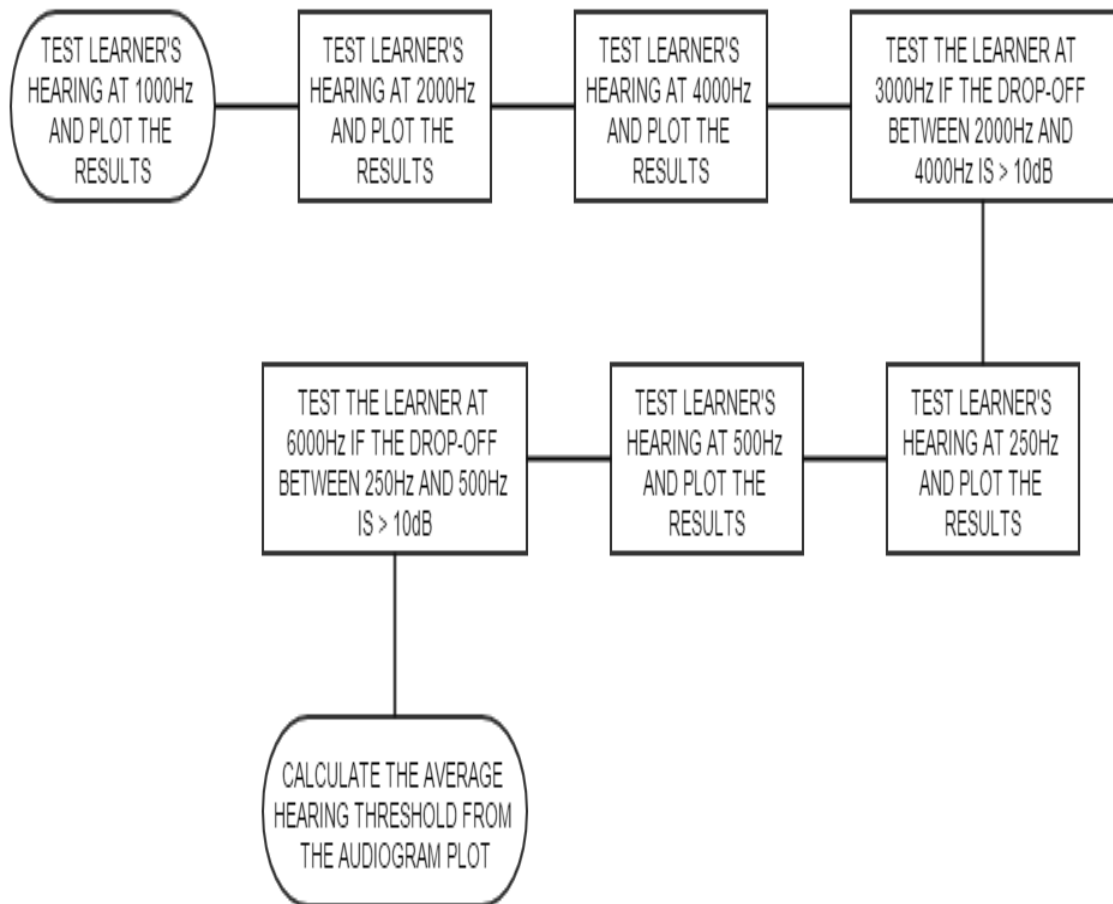 TEST LEARNER'S
HEARING AT 1000Hz
AND PLOT THE
RESULTS
TEST LEARNER'S
HEARING AT 2000Hz
AND PLOT THE
RESULTS
TEST LEARNER'S
HEARING AT 4000Hz
AND PLOT THE
RESULTS
TEST THE LEARNER AT
3000Hz IF THE DROP-OFF
BETWEEN 2000Hz AND
4000Hz IS > 10dB
TEST LEARNER'S
HEARING AT 250Hz
AND PLOT THE
RESULTS
TEST LEARNER'S
HEARING AT 500Hz
AND PLOT THE
RESULTS
TEST THE LEARNER AT
6000Hz IF THE DROP-OFF
BETWEEN 250Hz AND 500Hz
IS > 10dB
CALCULATE THE AVERAGE
HEARING THRESHOLD FROM
THE AUDIOGRAM PLOT